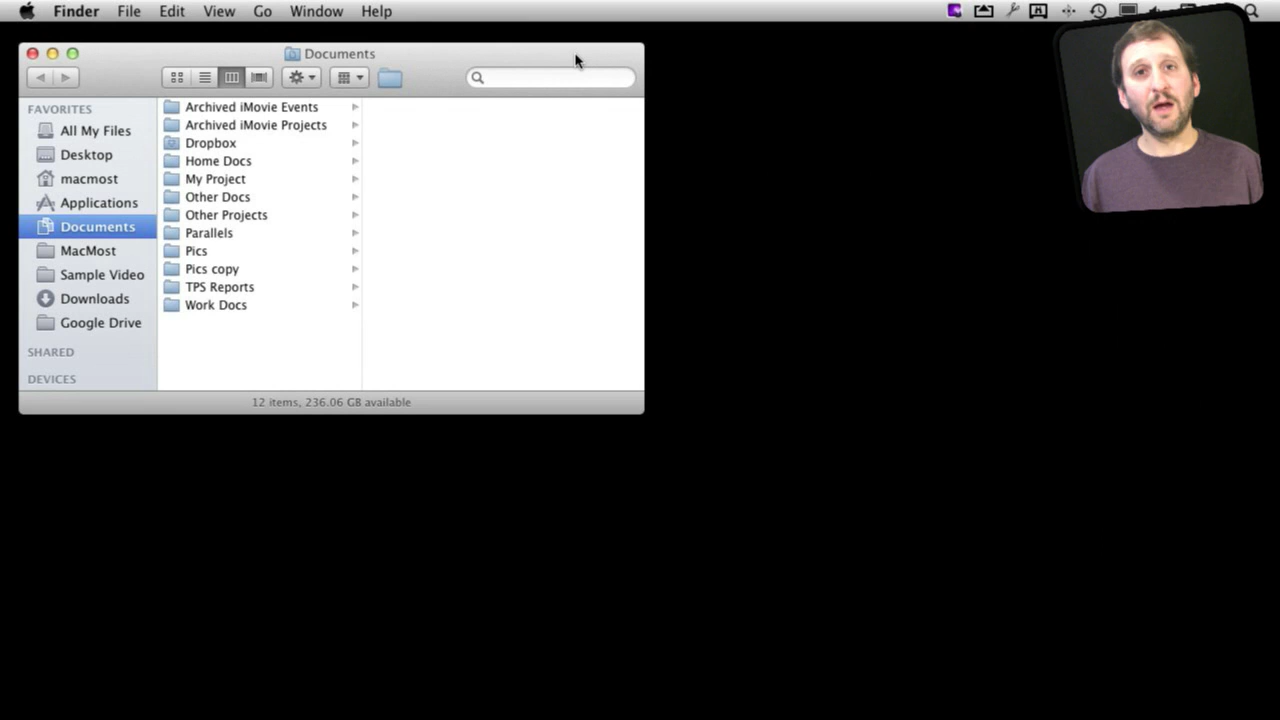 Finder File Edit View Go Window Help
Documents
FAVORITES
All My Files
Desktop
macmost
Applications
Documents
MacMost
Sample Video
Downloads
Google Drive
SHARED
DEVICES
Archived iMovie Events
Archived iMovie Projects
Dropbox
Home Docs
My Project
Other Docs
Other Projects
Parallels
Pics
Pics copy
TPS Reports
Work Docs
12 items, 236.06 GB available